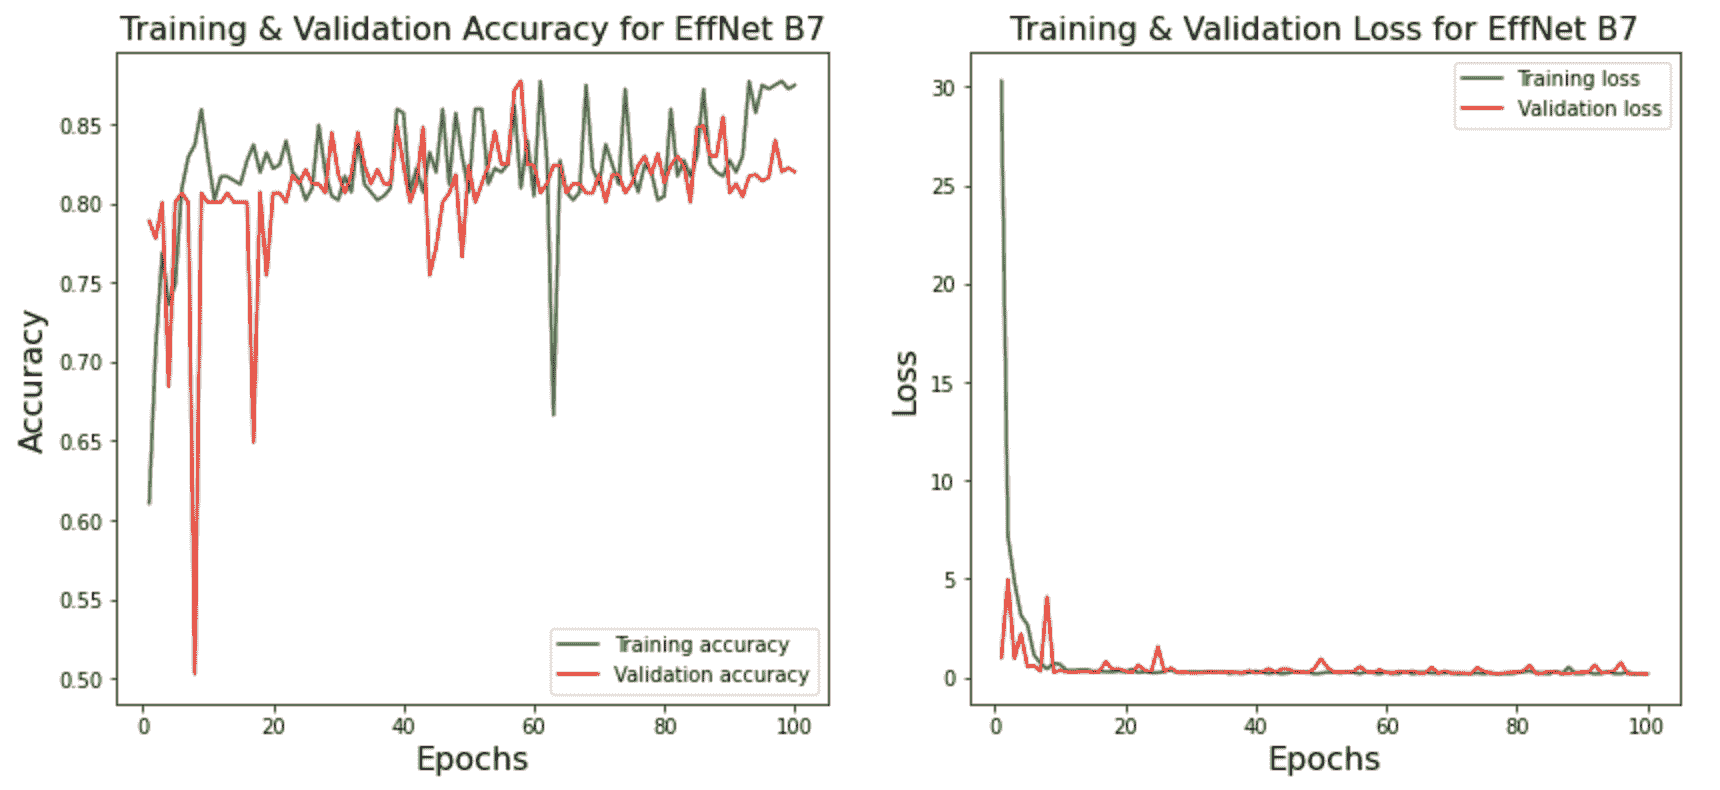 Training & Validation Accuracy for EffNet B7
0.85
0.80
0.75
0.70
0.65
0.60
0.55
0.50
Accuracy
Training accuracy
Validation accuracy
0 20 40 60 80 100
Epochs
Training & Validation Loss for EffNet B7
30
25
20
15
10
5
0
Loss
Training loss
Validation loss
0 20 40 60 80 100
Epochs